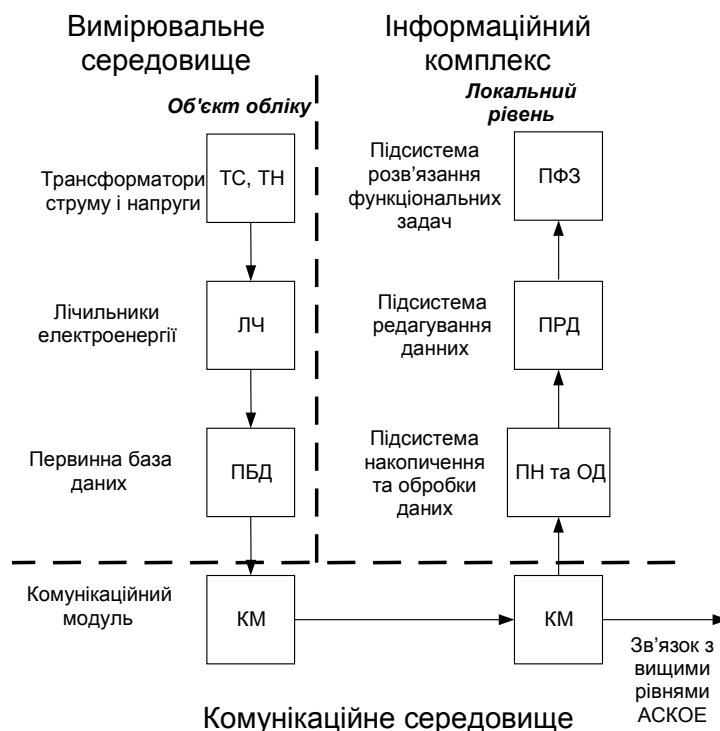 Вимірювальне
середовище
Об'єкт обліку
Трансформатори
струму і напруги
ТС, ТН
Лічильники
електроенергії
ЛЧ
Первинна база
даних
ПБД
Інформаційний
комплекс
Локальний
рівень
Підсистема
розв’язання
функціональних
задач
ПФЗ
Підсистема
редагування
данних
ПРД
Підсистема
накопичення
та обробки
даних
ПН та ОД
Комунікаційний
модуль
КМ
КМ
Зв’язок з
вищими
рівнями
АСКОЕ
Комунікаційне середовище